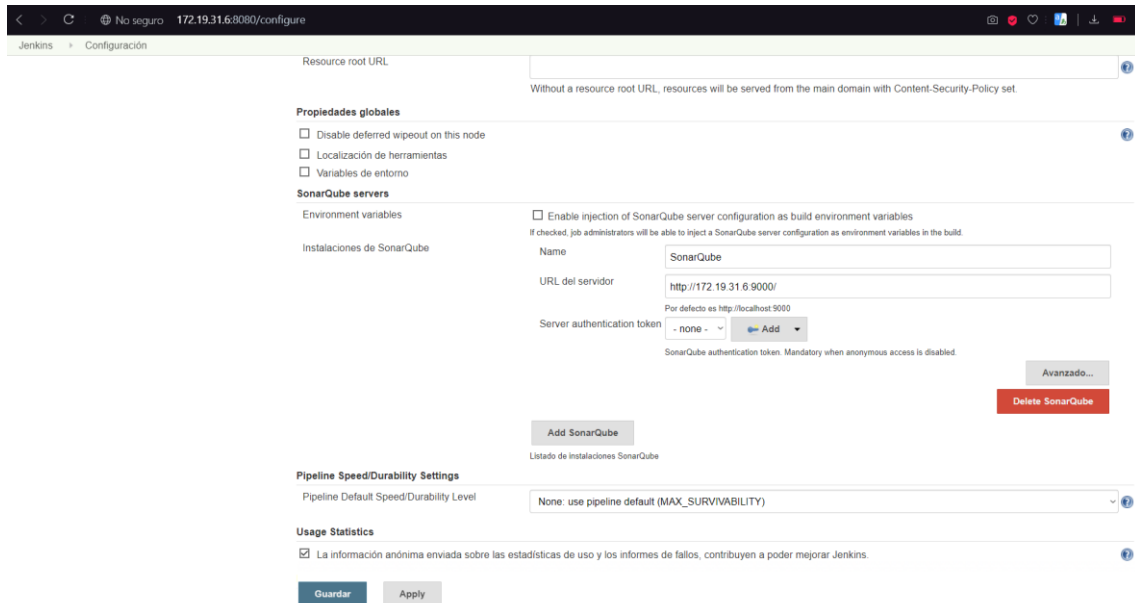 No seguro 172.19.31.6:8080/configure
Jenkins Configuración
Resource root URL
Without a resource root URL, resources will be served from the main domain with Content-Security-Policy set.
Propiedades globales
Disable deferred wipeout on this node
Localización de herramientas
Variables de entorno
SonarQube servers
Environment variables
Enable injection of SonarQube server configuration as build environment variables
If checked, job administrators will be able to inject a SonarQube server configuration as environment variables in the build.
Instalaciones de SonarQube
Name
SonarQube
URL del servidor
http://172.19.31.6:9000/
Por defecto es http://localhost:9000
Server authentication token
- none -
Add
SonarQube authentication token. Mandatory when anonymous access is disabled.
Avanzado...
Delete SonarQube
Add SonarQube
Listado de instalaciones SonarQube
Pipeline Speed/Durability Settings
Pipeline Default Speed/Durability Level
None: use pipeline default (MAX_SURVIVABILITY)
Usage Statistics
La información anónima enviada sobre las estadísticas de uso y los informes de fallos, contribuyen a poder mejorar Jenkins.
Guardar
Apply